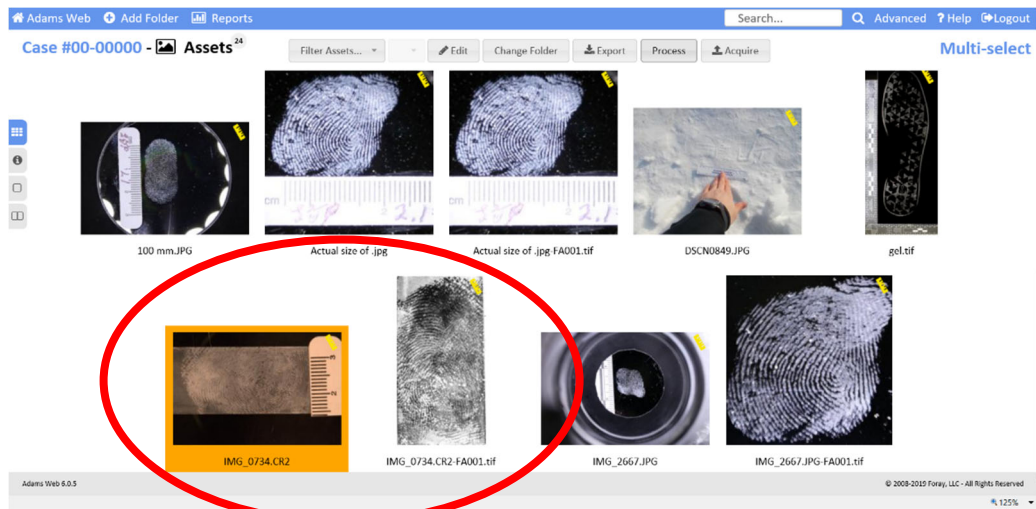 Adams Web Add Folder Reports Search... Advanced ? Help Logout
Case #00-00000 - Assets 24 Filter Assets... Edit Change Folder Export Process Acquire Multi-select
100 mm.JPG Actual size of .jpg Actual size of .jpg-FA001.tif DSCN0849.JPG gel.tif
IMG_0734.CR2 IMG_0734.CR2-FA001.tif IMG_2667.JPG IMG_2667.JPG-FA001.tif
Adams Web 6.0.5 © 2008-2019 Foray, LLC - All Rights Reserved
125%